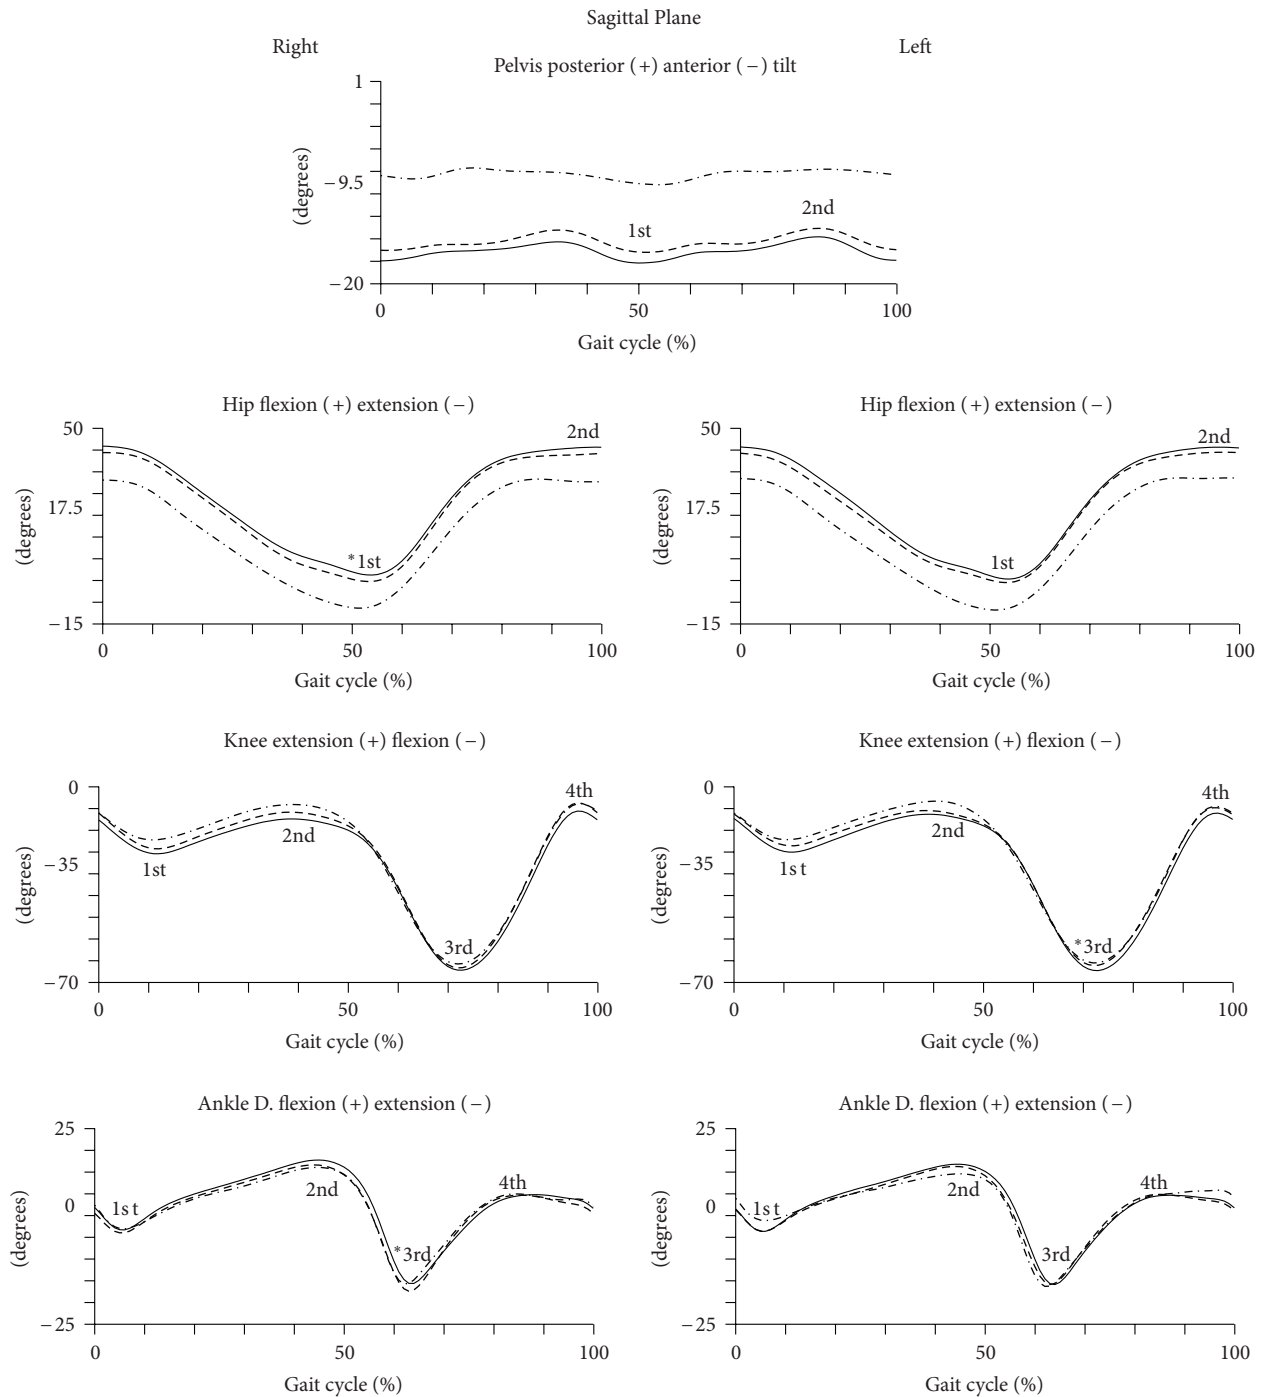 Sagittal Plane
Right
Left
Pelvis posterior (+) anterior (−) tilt
1
−9.5
−20
(degrees)
1st
2nd
0
50
100
Gait cycle (%)
Hip flexion (+) extension (−)
50
17.5
−15
(degrees)
*1st
2nd
0
50
100
Gait cycle (%)
Hip flexion (+) extension (−)
50
17.5
−15
(degrees)
1st
2nd
0
50
100
Gait cycle (%)
Knee extension (+) flexion (−)
0
−35
−70
(degrees)
1st
2nd
3rd
4th
0
50
100
Gait cycle (%)
Knee extension (+) flexion (−)
0
−35
−70
(degrees)
1st
2nd
*3rd
4th
0
50
100
Gait cycle (%)
Ankle D. flexion (+) extension (−)
25
0
−25
(degrees)
1st
2nd
*3rd
4th
0
50
100
Gait cycle (%)
Ankle D. flexion (+) extension (−)
25
0
−25
(degrees)
1st
2nd
3rd
4th
0
50
100
Gait cycle (%)